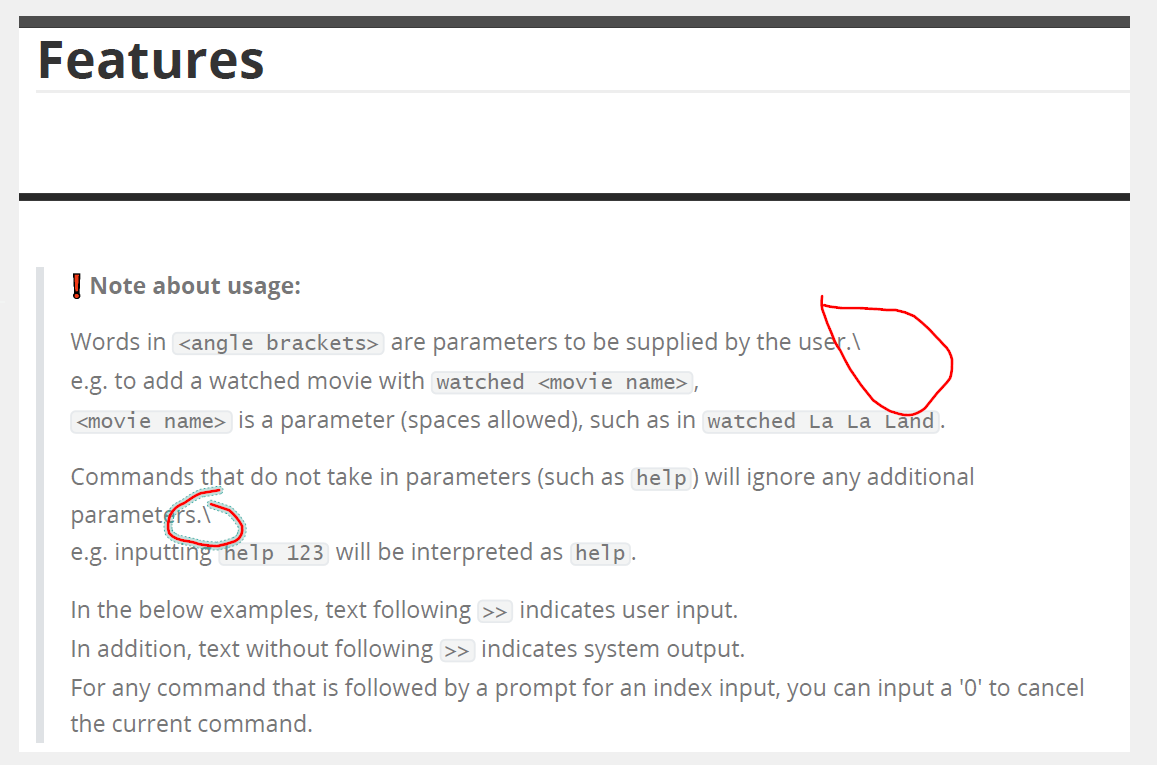 Features
❗ Note about usage:
Words in <angle brackets> are parameters to be supplied by the user.\
e.g. to add a watched movie with watched <movie name>,
<movie name> is a parameter (spaces allowed), such as in watched La La Land.
Commands that do not take in parameters (such as help) will ignore any additional
parameters.\
e.g. inputting help 123 will be interpreted as help.
In the below examples, text following >> indicates user input.
In addition, text without following >> indicates system output.
For any command that is followed by a prompt for an index input, you can input a '0' to cancel
the current command.